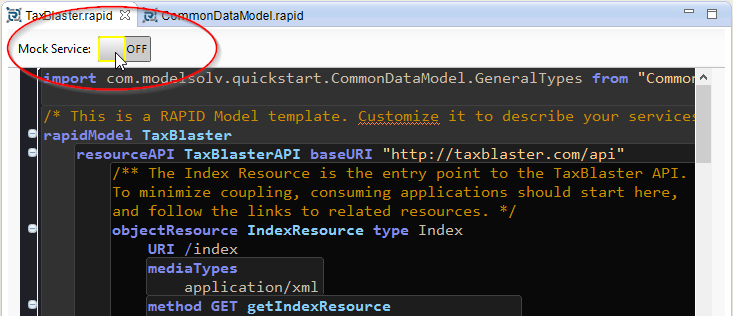 TaxBlaster.rapid CommonDataModel.rapid
Mock Service: OFF
import com.modelsolv.quickstart.CommonDataModel.GeneralTypes from "Commo
/* This is a RAPID Model template. Customize it to describe your services
rapidModel TaxBlaster
resourceAPI TaxBlasterAPI baseURI "http://taxblaster.com/api"
/** The Index Resource is the entry point to the TaxBlaster API.
To minimize coupling, consuming applications should start here,
and follow the links to related resources. */
objectResource IndexResource type Index
URI /index
mediaTypes
application/xml
method GET getIndexResource